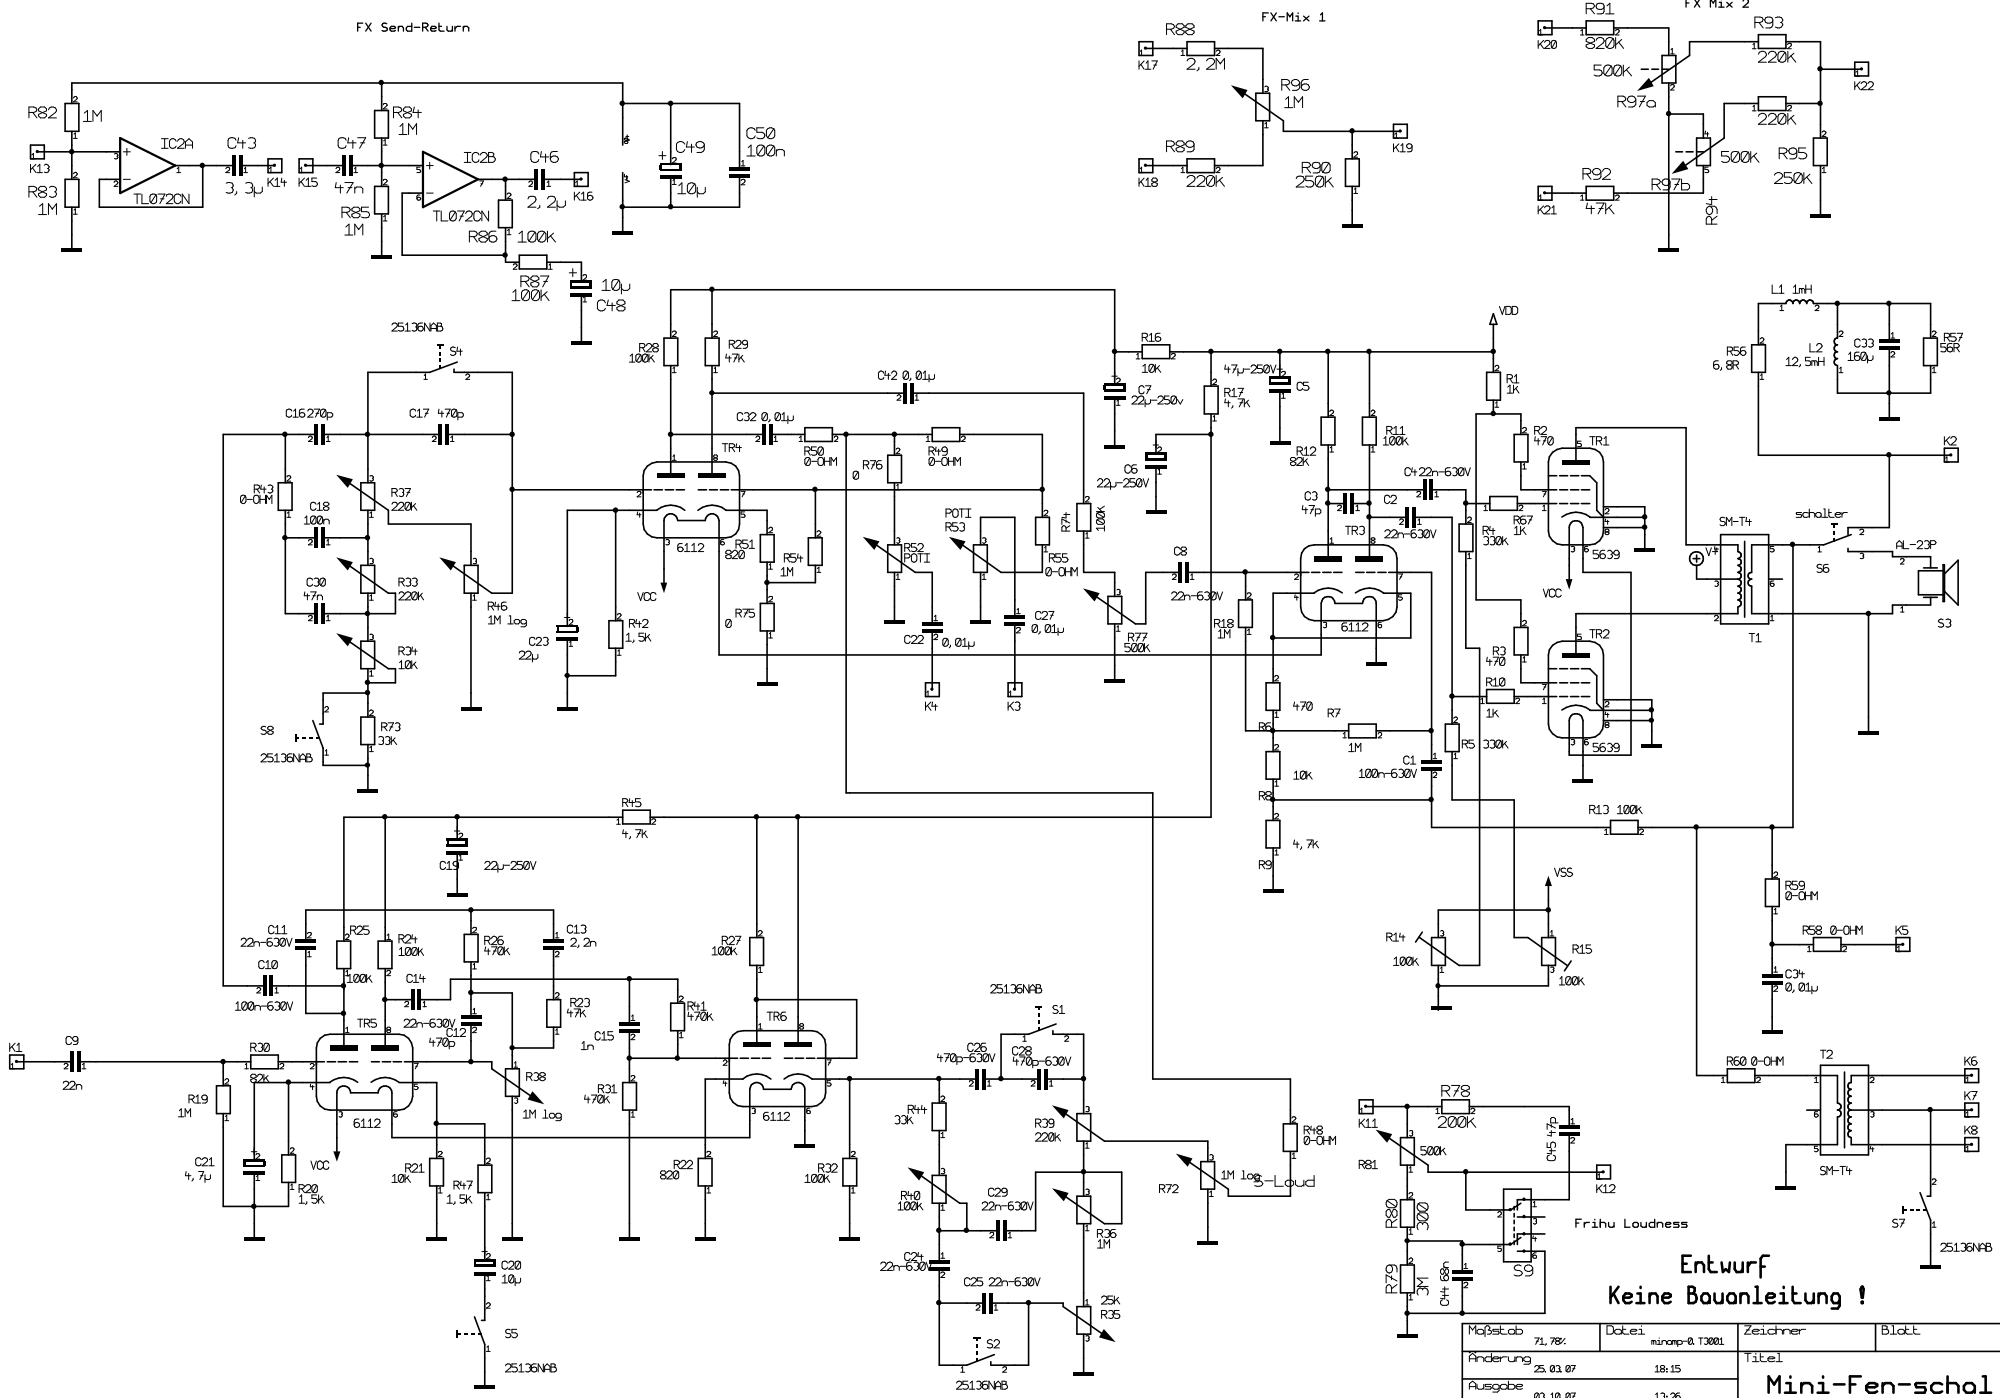 FX Send-Return
FX-Mix 1
FX Mix 2
R82
1M
K13
R83
1M
IC2A
TL072CN
C43
3,3µ
K14
K15
C47
47n
R84
1M
R85
1M
IC2B
TL072CN
C46
2,2µ
K16
R86
100k
R87
100k
10µ
C48
C49
10µ
C50
100n
K17
R88
2,2M
R96
1M
K18
R89
220k
R90
250K
K19
K20
R91
820k
500k
R97a
R93
220k
K22
220k
R97b
500k
R95
250k
K21
R92
47K
R94
25136NAB
S4
C16 270p
C17 470p
R43
0-OHM
C18
100n
R37
220k
C30
47n
R33
220k
R46
1M log
R34
10k
S8
25136NAB
R73
33K
R28
100k
R29
47K
C42 0,01µ
C32 0,01µ
TR4
6112
VCC
R50
0-OHM
R76
0
R49
0-OHM
R51
820
R54
1M
R75
0
C23
22µ
R42
1,5K
R52
POTI
POTI
R53
R55
0-OHM
R74
100k
C22
0,01µ
C27
0,01µ
K4
K3
R77
500k
R16
10K
C7
22µ-250v
R17
4,7K
C6
22µ-250V
47µ-250V
C5
C8
22n-630V
R18
1M
R12
82K
R11
100k
C3
47p
C2
22n-630V
C4 22n-630V
TR3
6112
470
R6
R7
1M
10K
R8
C1
100n-630V
4,7K
R9
VDD
R1
1K
R2
470
R4
330k
R67
1K
TR1
5639
VCC
R3
470
R10
1K
TR2
5639
R5
330K
SM-T4
V+
T1
L1 1mH
R56
6,8R
L2
12,5mH
C33
160µ
R57
56R
K2
schalter
S6
AL-23P
S3
R13 100k
R59
0-OHM
R58 0-OHM
K5
C34
0,01µ
VSS
R14
100k
R15
100K
R45
4,7K
C19
22µ-250V
C11
22n-630V
C10
100n-630V
R25
100k
R24
100k
C14
22n-630V
R26
470k
C12
470p
C13
2,2n
R23
47K
TR5
6112
VCC
K1
C9
22n
R30
82K
R19
1M
C21
4,7µ
R20
1,5K
R21
10K
R47
1,5K
R38
1M log
C20
10µ
S5
25136NAB
C15
1n
R41
470k
R31
470k
R27
100k
TR6
6112
R22
820
R32
100k
25136NAB
S1
C26
470p-630V
C28
470p-630V
R44
33K
R39
220k
R40
100k
C29
22n-630V
R36
1M
C24
22n-630V
C25 22n-630V
25K
R35
S2
25136NAB
R72
1M log
S-Loud
R48
0-OHM
K11
R78
200k
C45 47p
R81
500k
K12
R80
300
R79
3M
C44 68n
S9
Frihu Loudness
R60 0-OHM
T2
SM-T4
K6
K7
K8
S7
25136NAB
Entwurf
Keine Bauanleitung !
Maßstab
71,78%
Datei
minamp-0.T3001
Zeichner
Blatt
Änderung
25.03.07
18:15
Titel
Ausgabe
03.10.07
13:26
Mini-Fen-schal